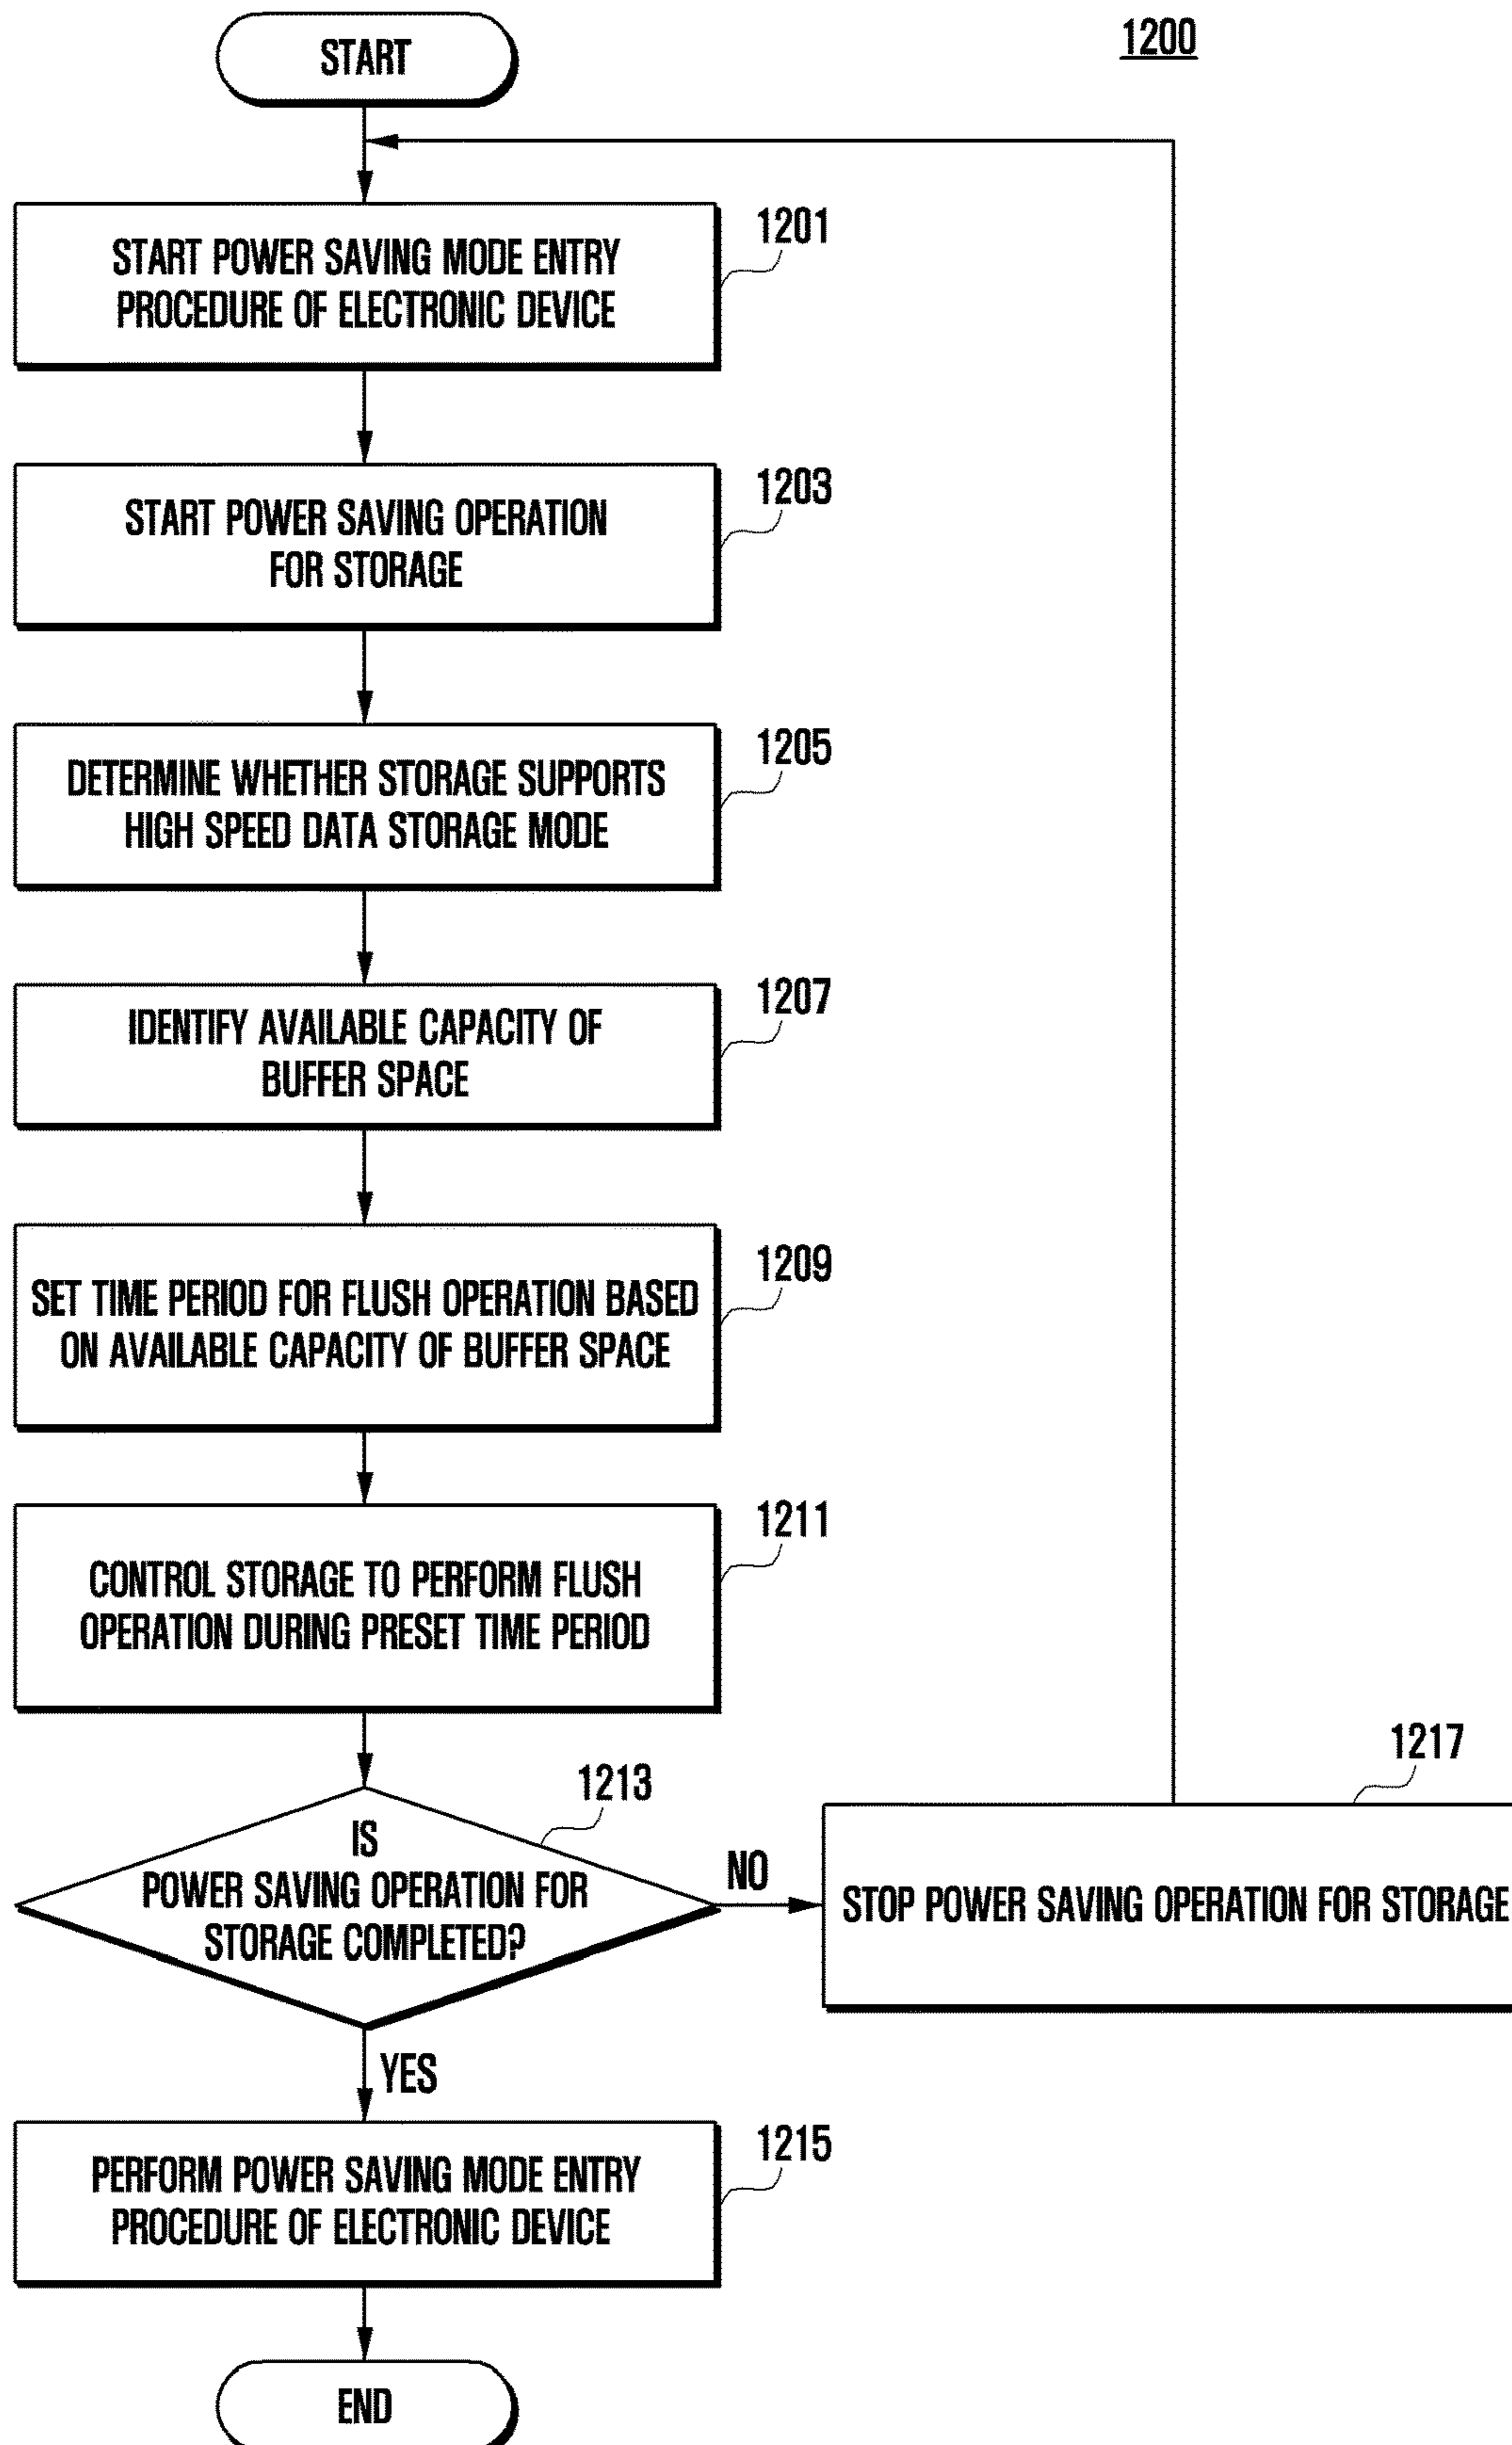 START
1200
1201
START POWER SAVING MODE ENTRY
PROCEDURE OF ELECTRONIC DEVICE
1203
START POWER SAVING OPERATION
FOR STORAGE
1205
DETERMINE WHETHER STORAGE SUPPORTS
HIGH SPEED DATA STORAGE MODE
1207
IDENTIFY AVAILABLE CAPACITY OF
BUFFER SPACE
1209
SET TIME PERIOD FOR FLUSH OPERATION BASED
ON AVAILABLE CAPACITY OF BUFFER SPACE
1211
CONTROL STORAGE TO PERFORM FLUSH
OPERATION DURING PRESET TIME PERIOD
1213
IS
POWER SAVING OPERATION FOR
STORAGE COMPLETED?
NO
1217
STOP POWER SAVING OPERATION FOR STORAGE
YES
1215
PERFORM POWER SAVING MODE ENTRY
PROCEDURE OF ELECTRONIC DEVICE
END